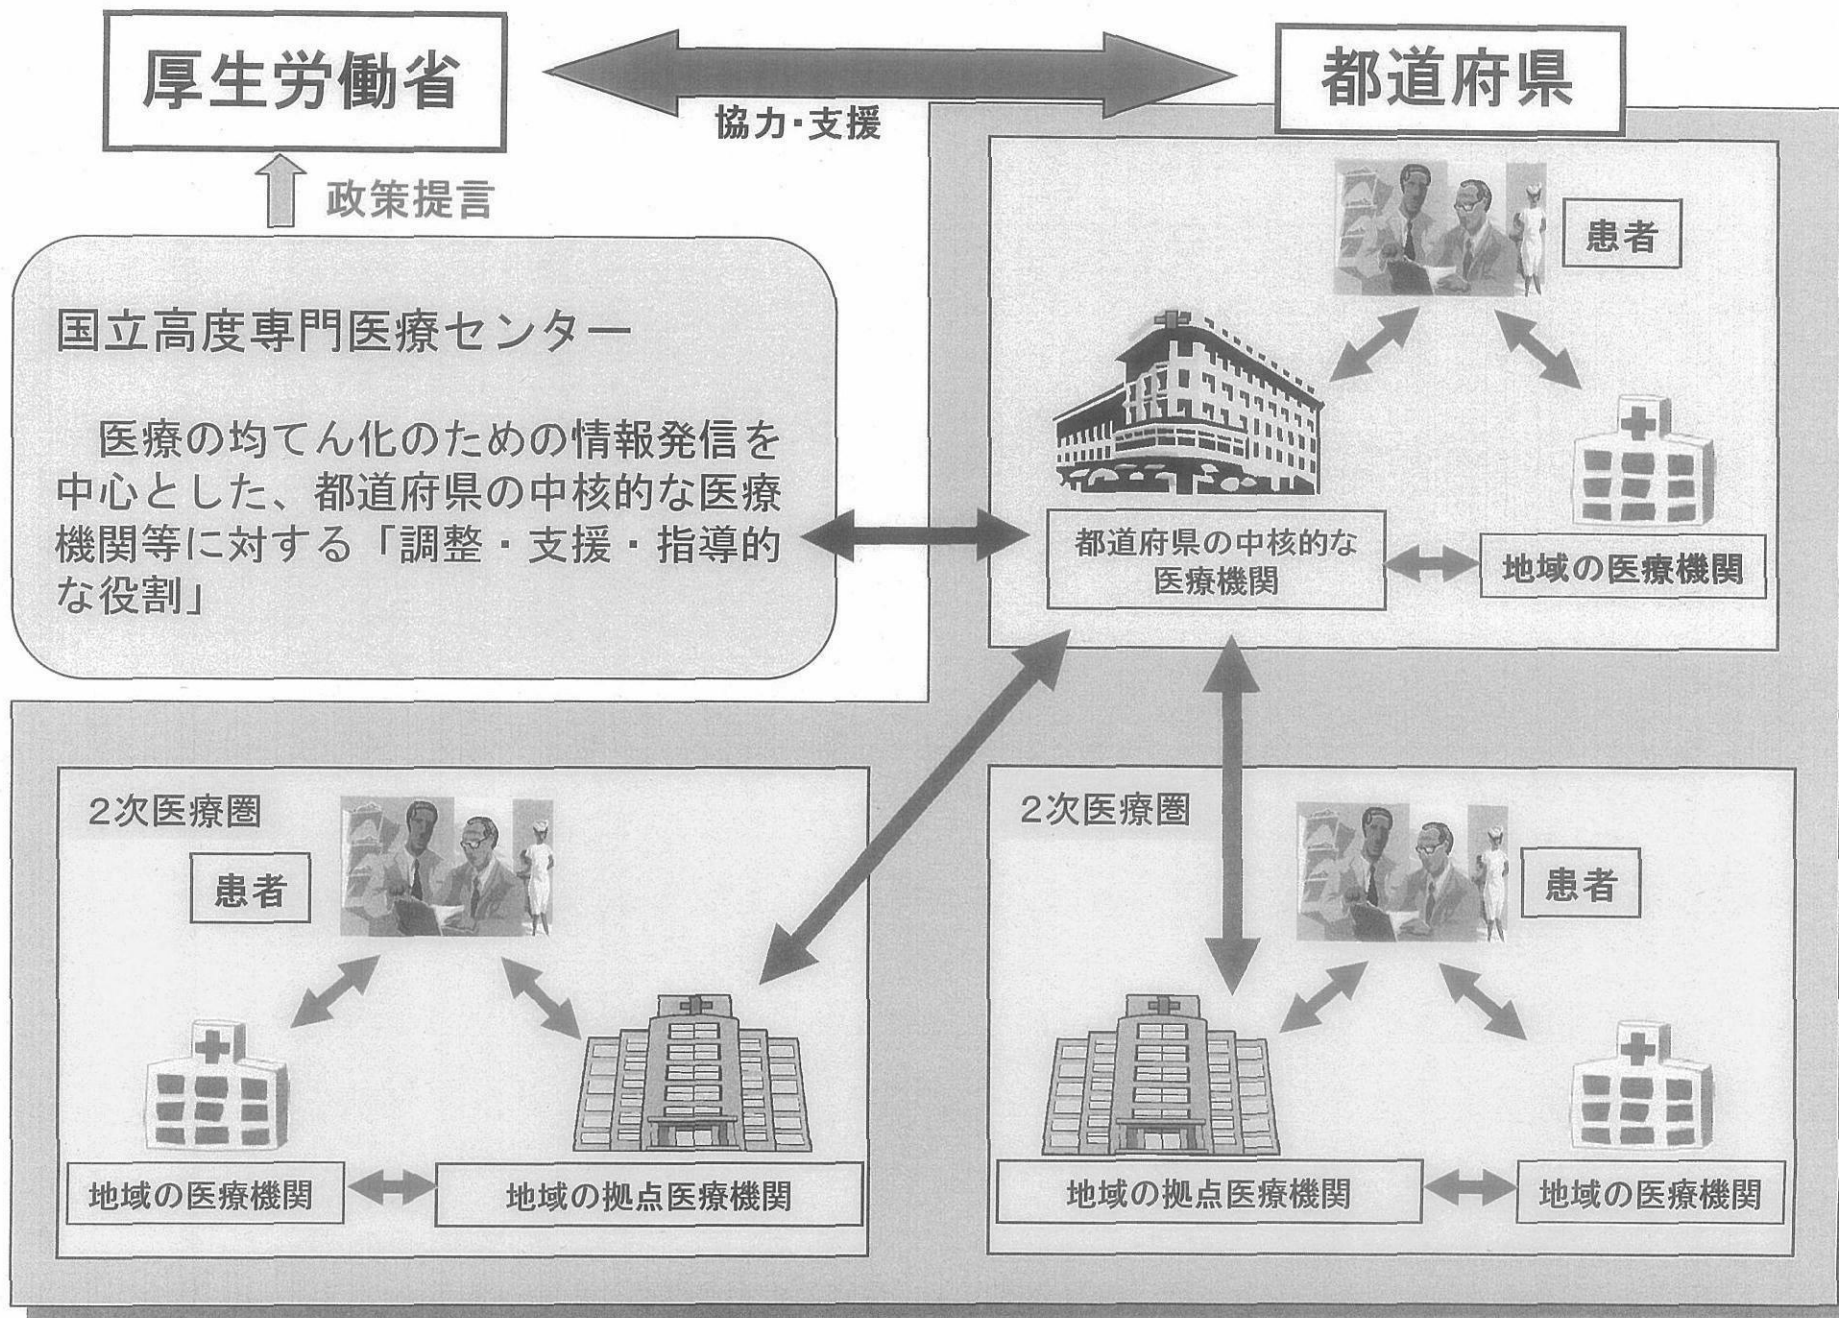 厚生労働省
都道府県
協力・支援
政策提言
国立高度専門医療センター
医療の均てん化のための情報発信を
中心とした、都道府県の中核的な医療
機関等に対する「調整・支援・指導的
な役割」
患者
都道府県の中核的な
医療機関
地域の医療機関
2次医療圏
患者
地域の医療機関
地域の拠点医療機関
2次医療圏
患者
地域の拠点医療機関
地域の医療機関